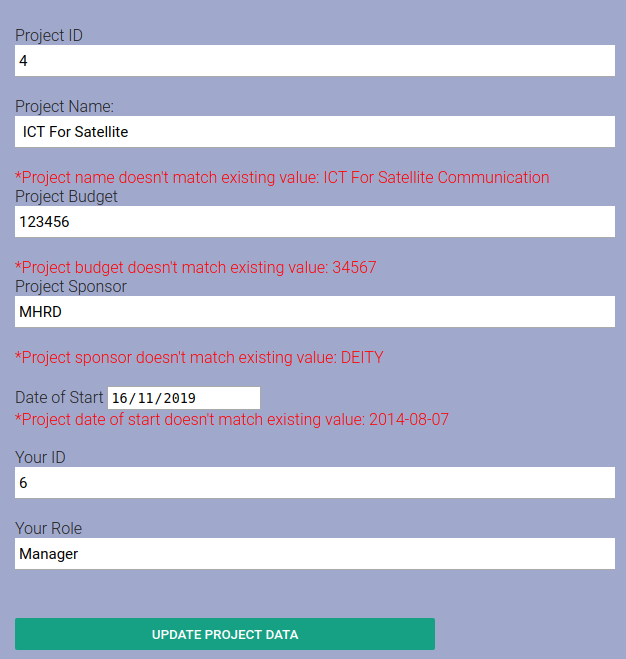 Project ID
4
Project Name:
ICT For Satellite
*Project name doesn't match existing value: ICT For Satellite Communication
Project Budget
123456
*Project budget doesn't match existing value: 34567
Project Sponsor
MHRD
*Project sponsor doesn't match existing value: DEITY
Date of Start 16/11/2019
*Project date of start doesn't match existing value: 2014-08-07
Your ID
6
Your Role
Manager
UPDATE PROJECT DATA